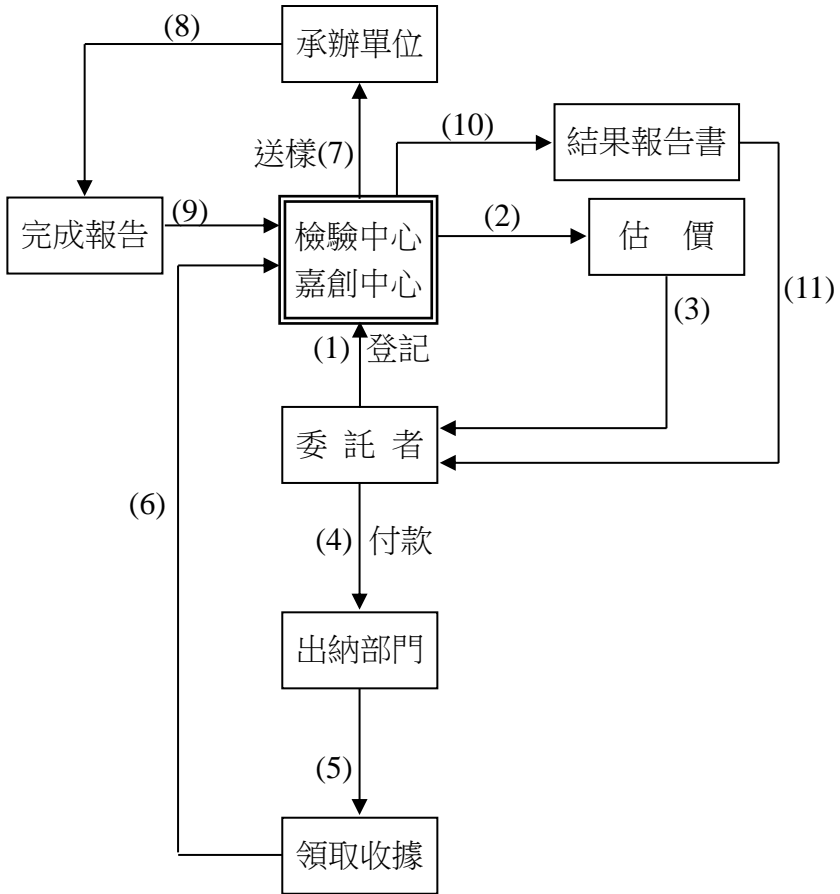 (8)
承辦單位
(10)
結果報告書
送樣(7)
完成報告
(9)
檢驗中心
嘉創中心
(2)
估　價
(11)
(3)
(1) 登記
委 託 者
(6)
(4) 付款
出納部門
(5)
領取收據